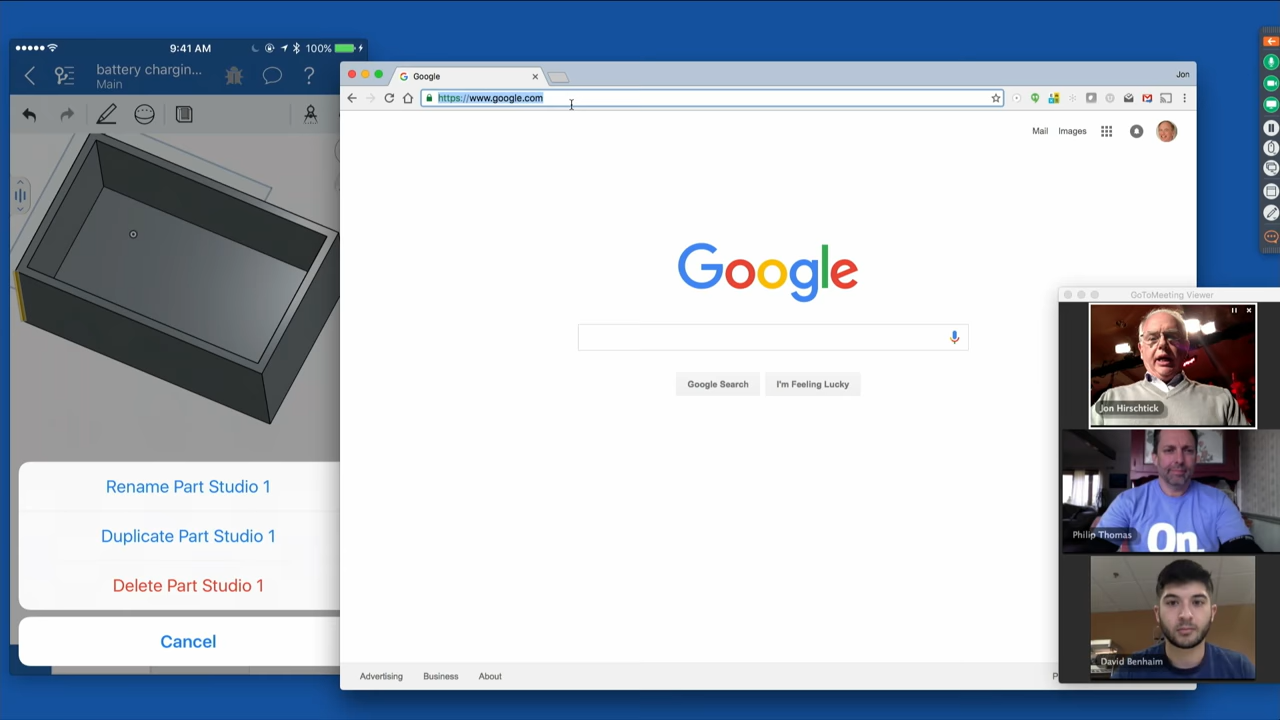 9:41 AM
100%
battery chargin...
Main
?
Rename Part Studio 1
Duplicate Part Studio 1
Delete Part Studio 1
Cancel
Google
Jon
https://www.google.com
Mail Images
Google
Google Search
I'm Feeling Lucky
Advertising Business About
P
GoToMeeting Viewer
Jon Hirschtick
On
Philip Thomas
David Benhaim